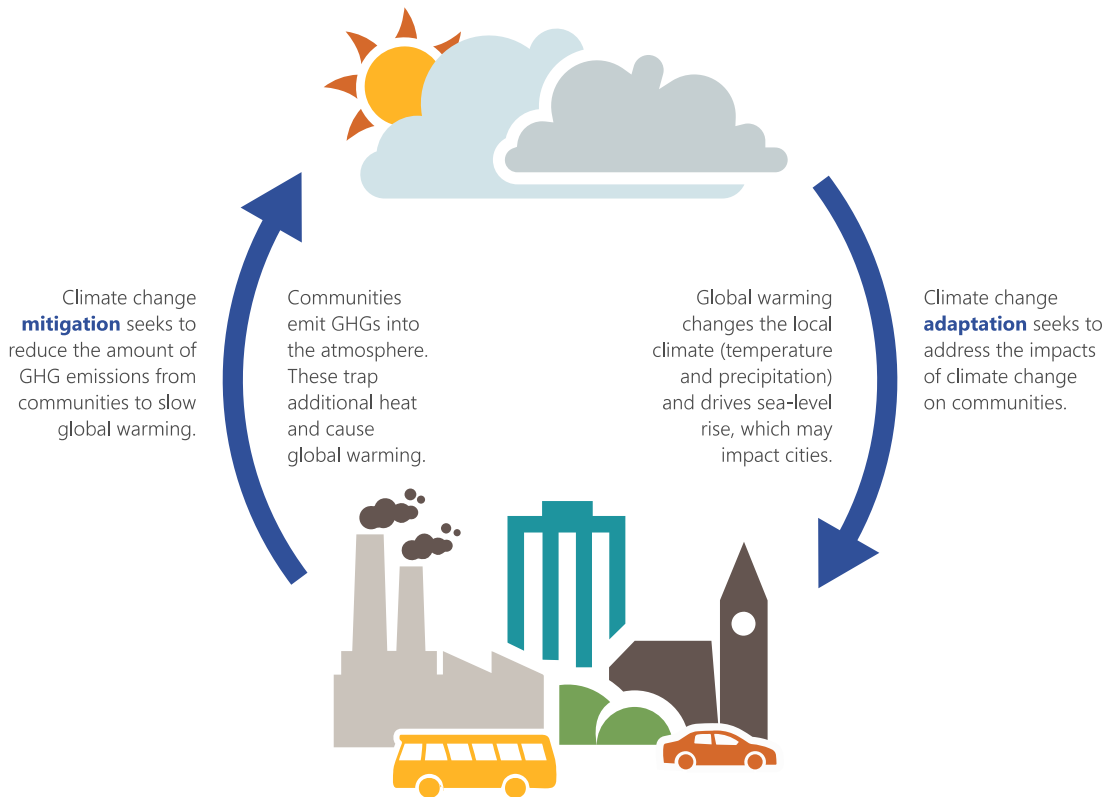 Climate change
mitigation seeks to
reduce the amount of
GHG emissions from
communities to slow
global warming.
Communities
emit GHGs into
the atmosphere.
These trap
additional heat
and cause
global warming.
Global warming
changes the local
climate (temperature
and precipitation)
and drives sea-level
rise, which may
impact cities.
Climate change
adaptation seeks to
address the impacts
of climate change
on communities.